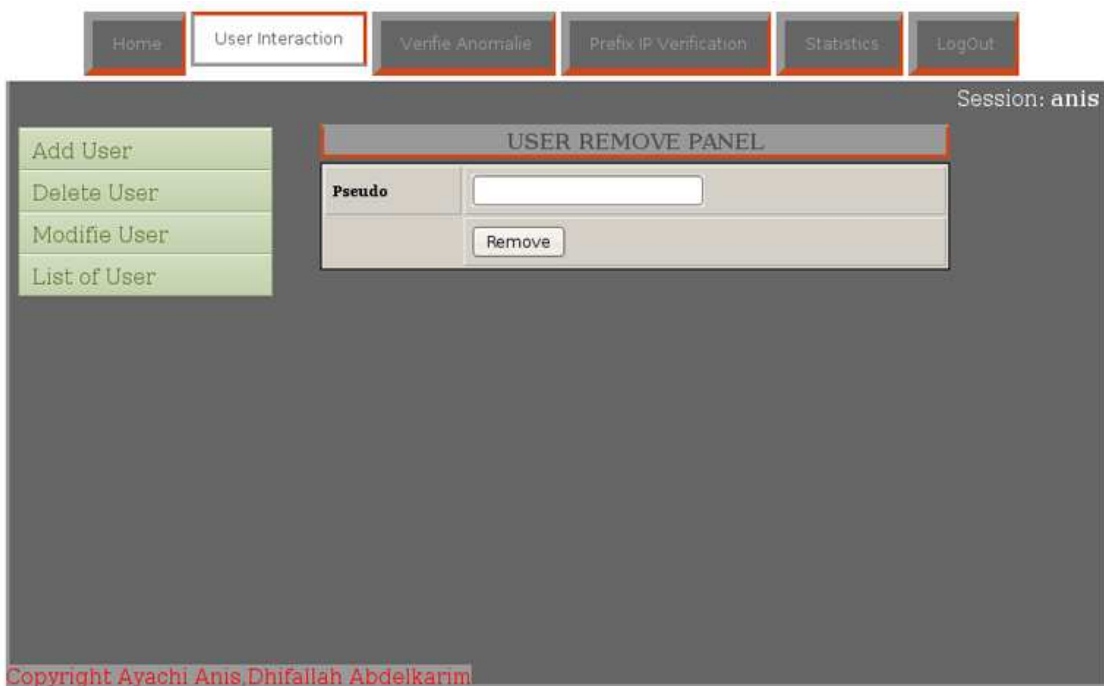 Home
User Interaction
Verifie Anomalie
Prefix IP Verification
Statistics
LogOut
Session: anis
Add User
Delete User
Modifie User
List of User
USER REMOVE PANEL
Pseudo
Remove
Copyright Ayachi Anis,Dhifallah Abdelkarim